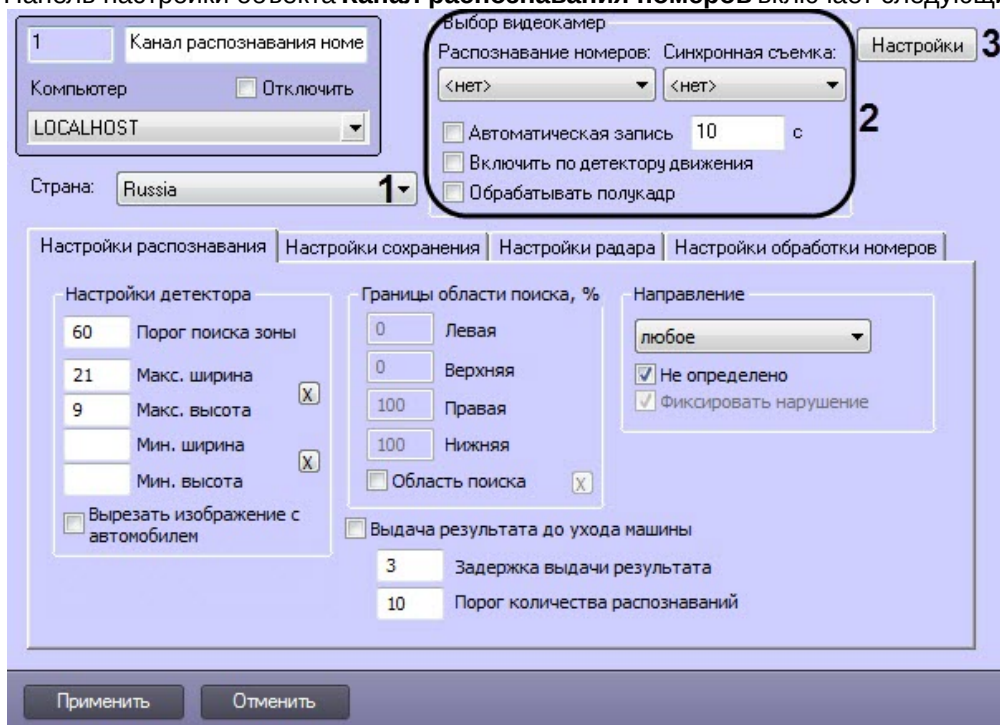 Панель настройки объекта Канал распознавания номеров включает следующи
1
Канал распознавания номе
Компьютер
Отключить
LOCALHOST
Страна:
Russia
1
Выбор видеокамер
Распознавание номеров:
Синхронная съемка:
<нет>
<нет>
Автоматическая запись 10 с
Включить по детектору движения
Обрабатывать полукадр
2
Настройки
3
Настройки распознавания
Настройки сохранения
Настройки радара
Настройки обработки номеров
Настройки детектора
60 Порог поиска зоны
21 Макс. ширина
9 Макс. высота
X
Мин. ширина
Мин. высота
X
Вырезать изображение с
автомобилем
Границы области поиска, %
0 Левая
0 Верхняя
100 Правая
100 Нижняя
Область поиска
X
Направление
любое
Не определено
Фиксировать нарушение
Выдача результата до ухода машины
3 Задержка выдачи результата
10 Порог количества распознаваний
Применить
Отменить